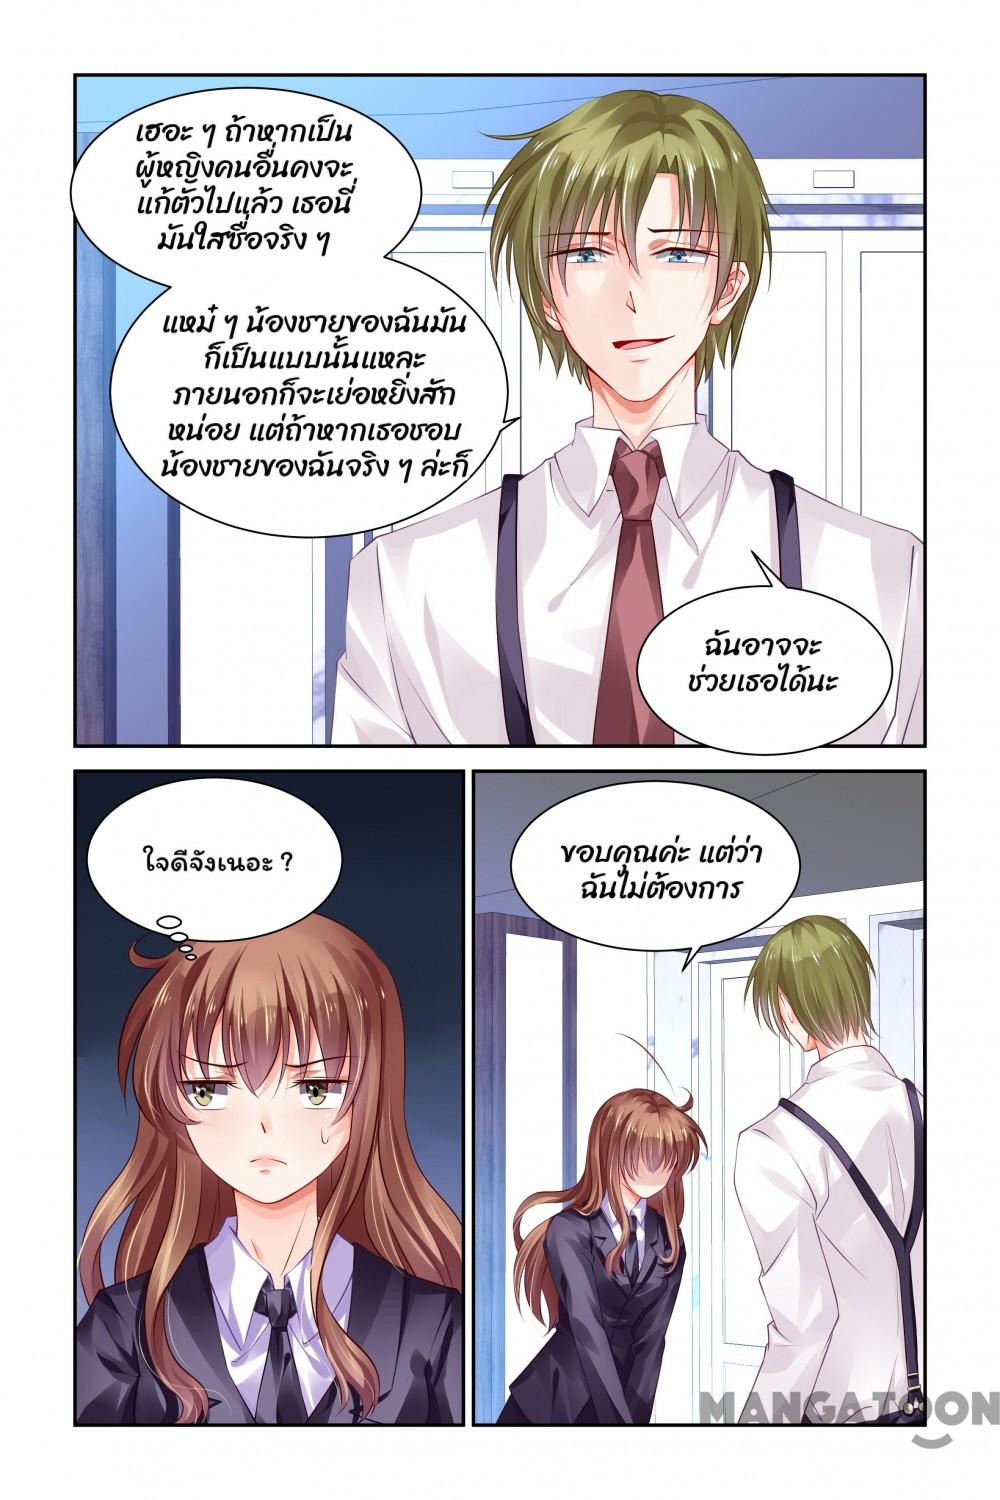 เฮอะ ๆ ถ้าหากเป็น
ผู้หญิงคนอื่นคงจะ
แก้ตัวไปแล้ว เธอนี่
มันใสซื่อจริง ๆ
แหม๋ ๆ น้องชายของฉันมัน
ก็เป็นแบบนั้นแหละ
ภายนอกก็จะเย่อหยิ่งสัก
หน่อย แต่ถ้าหากเธอชอบ
น้องชายของฉันจริง ๆ ล่ะก็
ฉันอาจจะ
ช่วยเธอได้นะ
ใจดีจังเนอะ ?
ขอบคุณค่ะ แต่ว่า
ฉันไม่ต้องการ
MANGATOON